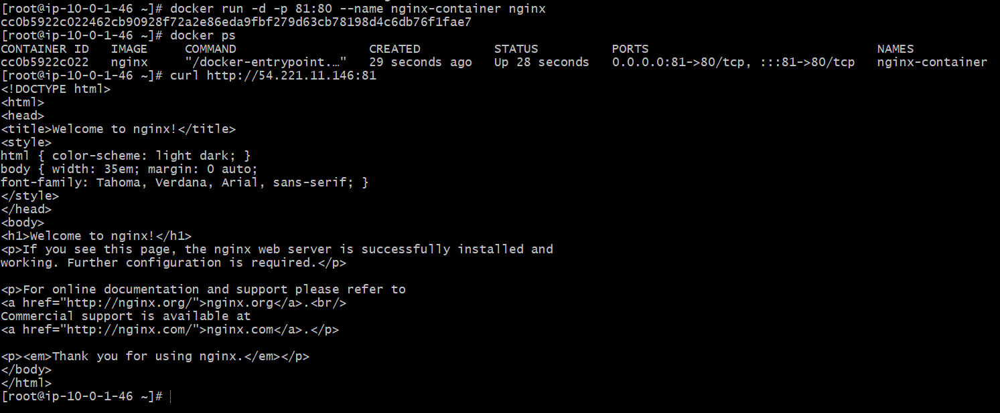 [root@ip-10-0-1-46 ~]# docker run -d -p 81:80 --name nginx-container nginx
cc0b5922c022462cb90928f72a2e86eda9fbf279d63cb78198d4c6db76f1fae7
[root@ip-10-0-1-46 ~]# docker ps
CONTAINER ID   IMAGE     COMMAND                  CREATED          STATUS          PORTS                               NAMES
cc0b5922c022   nginx     "/docker-entrypoint.…"   29 seconds ago   Up 28 seconds   0.0.0.0:81->80/tcp, :::81->80/tcp   nginx-container
[root@ip-10-0-1-46 ~]# curl http://54.221.11.146:81
<!DOCTYPE html>
<html>
<head>
<title>Welcome to nginx!</title>
<style>
html { color-scheme: light dark; }
body { width: 35em; margin: 0 auto;
font-family: Tahoma, Verdana, Arial, sans-serif; }
</style>
</head>
<body>
<h1>Welcome to nginx!</h1>
<p>If you see this page, the nginx web server is successfully installed and
working. Further configuration is required.</p>

<p>For online documentation and support please refer to
<a href="http://nginx.org/">nginx.org</a>.<br/>
Commercial support is available at
<a href="http://nginx.com/">nginx.com</a>.</p>

<p><em>Thank you for using nginx.</em></p>
</body>
</html>
[root@ip-10-0-1-46 ~]#